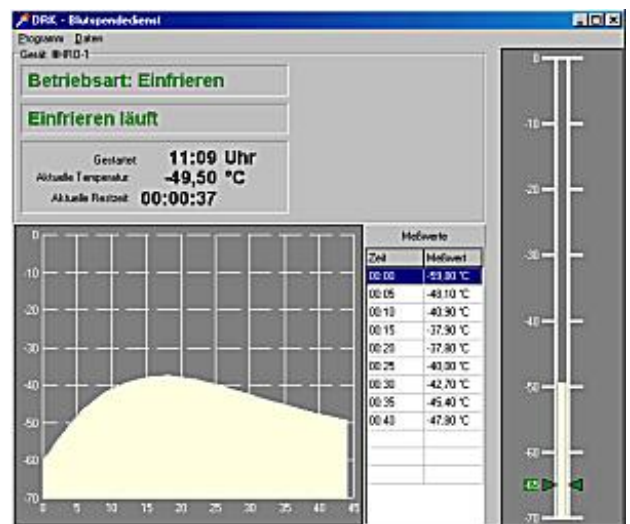 DRK - Blutspendedienst
Programm Daten
Betriebsart: Einfrieren
Einfrieren läuft
Gestartet 11:09 Uhr
Aktuelle Temperatur -49,50 °C
Aktuelle Restzeit 00:00:37
Meßwerte
Zeit Meßwert
00:00 -59,80 °C
00:05 -48,10 °C
00:10 -40,90 °C
00:15 -37,90 °C
00:20 -37,80 °C
00:25 -40,00 °C
00:30 -42,70 °C
00:35 -45,40 °C
00:40 -47,80 °C
0
-10
-20
-30
-40
-50
-60
-70
0 5 10 15 20 25 30 35 40 45
0
-10
-20
-30
-40
-50
-60
-65
-70